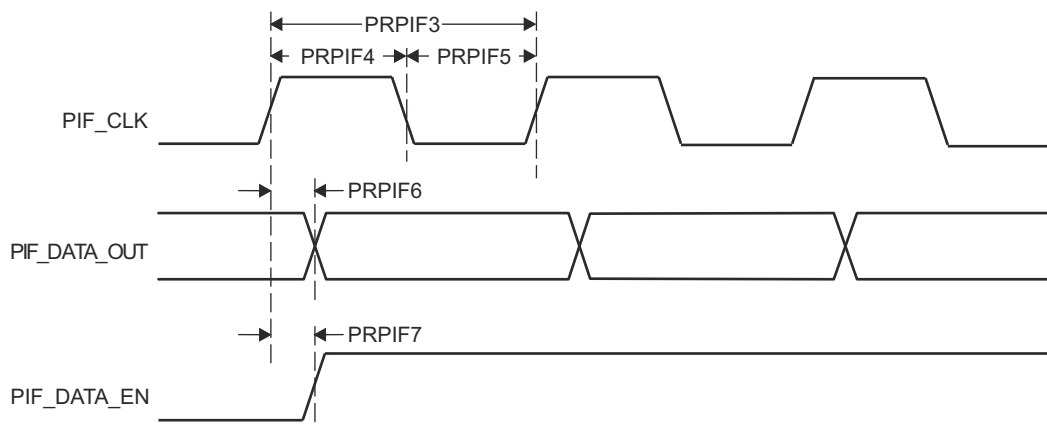 PRPIF3
PRPIF4 PRPIF5
PIF_CLK
PRPIF6
PIF_DATA_OUT
PRPIF7
PIF_DATA_EN